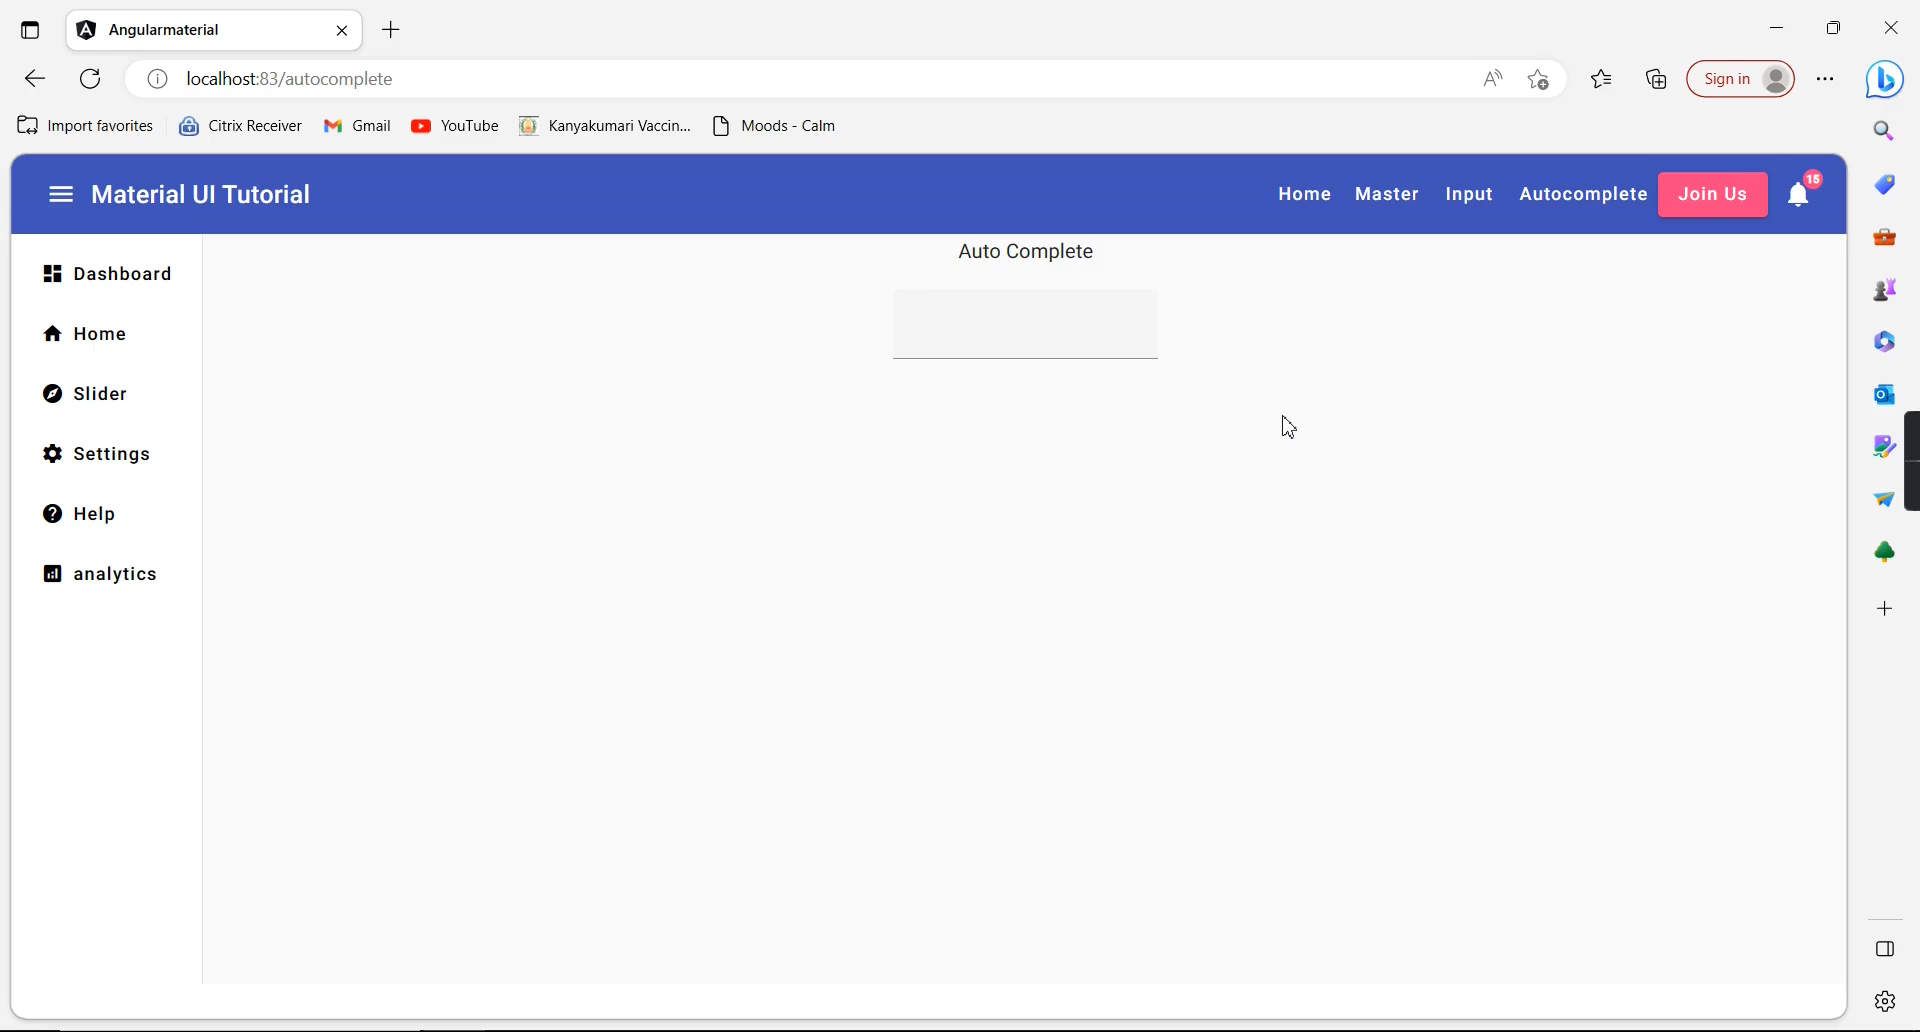 Angularmaterial
localhost:83/autocomplete
Sign in
Import favorites Citrix Receiver Gmail YouTube Kanyakumari Vaccin... Moods - Calm
Material UI Tutorial Home Master Input Autocomplete Join Us 15
Auto Complete
Dashboard
Home
Slider
Settings
Help
analytics